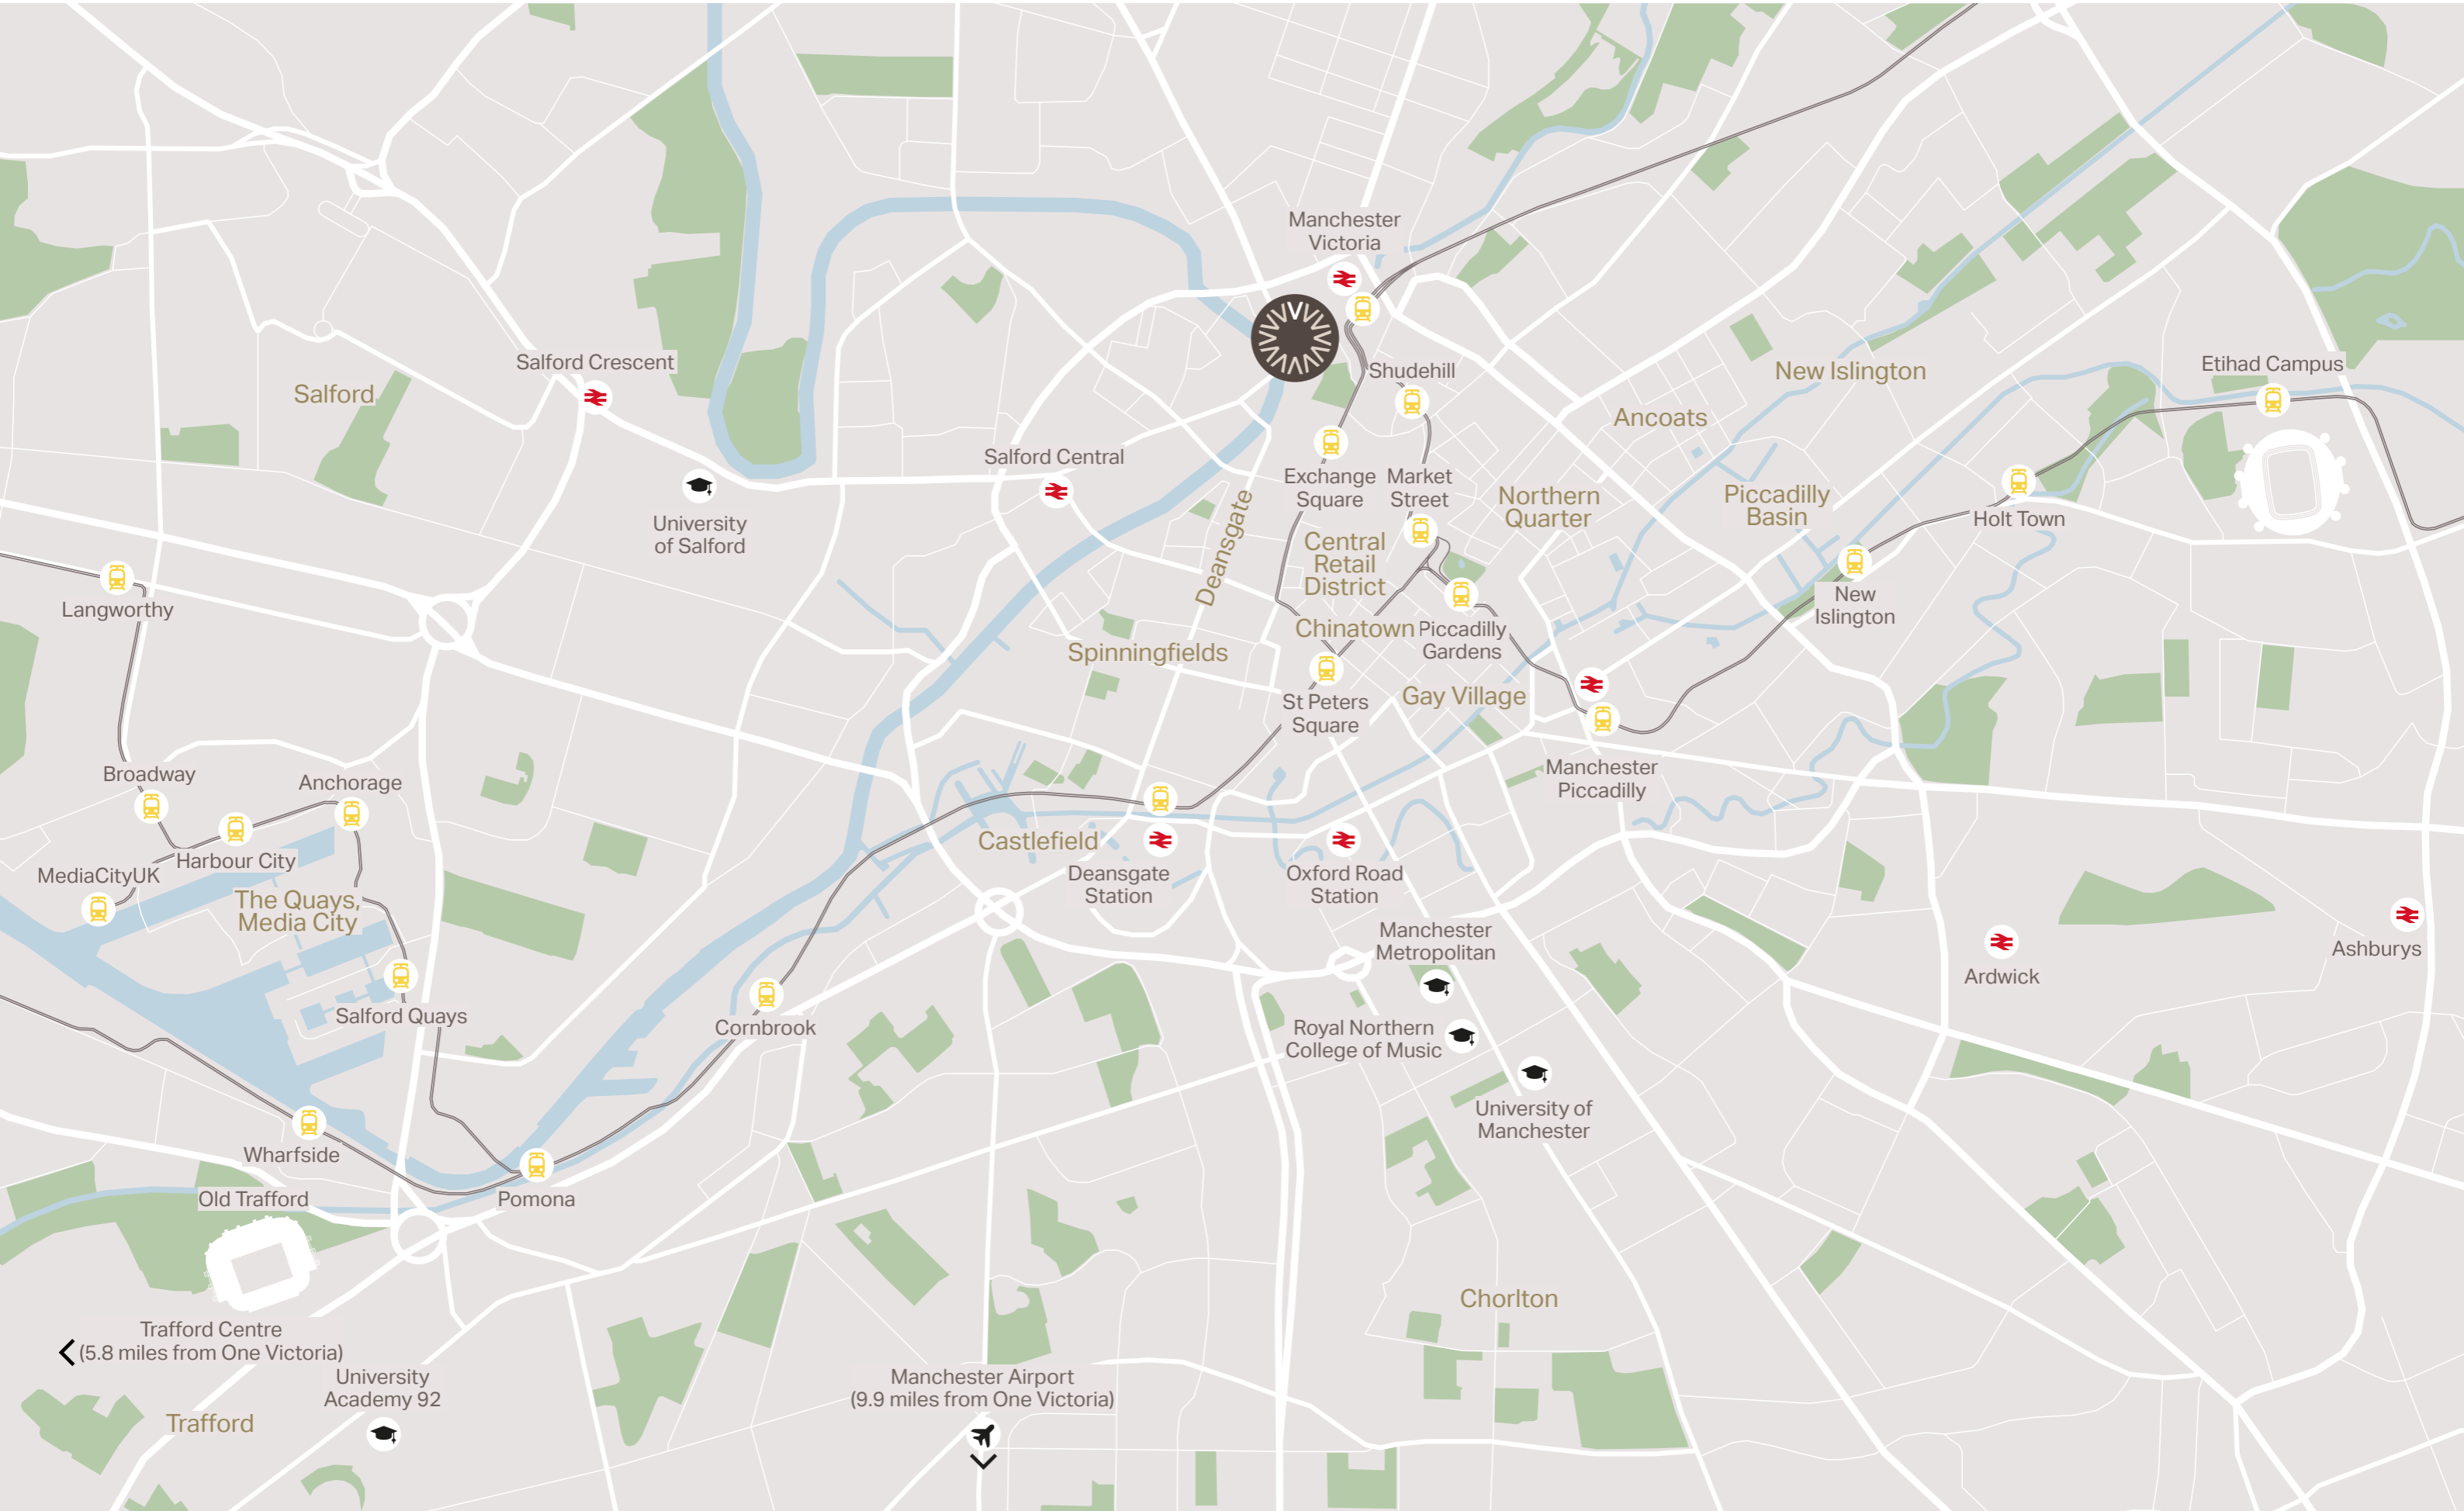 Manchester
Victoria
Salford Crescent
Shudehill
Etihad Campus
New Islington
Salford
Ancoats
Salford Central
Exchange
Square
Market
Street
Northern
Quarter
Piccadilly
Basin
Holt Town
University
of Salford
Deansgate
Central
Retail
District
Langworthy
New
Islington
Chinatown
Piccadilly
Gardens
Spinningfields
St Peters
Square
Gay Village
Broadway
Anchorage
Manchester
Piccadilly
Harbour City
MediaCityUK
Castlefield
Deansgate
Station
Oxford Road
Station
The Quays,
Media City
Manchester
Metropolitan
Ardwick
Ashburys
Salford Quays
Cornbrook
Royal Northern
College of Music
University of
Manchester
Wharfside
Old Trafford
Pomona
Chorlton
Trafford Centre
(5.8 miles from One Victoria)
University
Academy 92
Manchester Airport
(9.9 miles from One Victoria)
Trafford